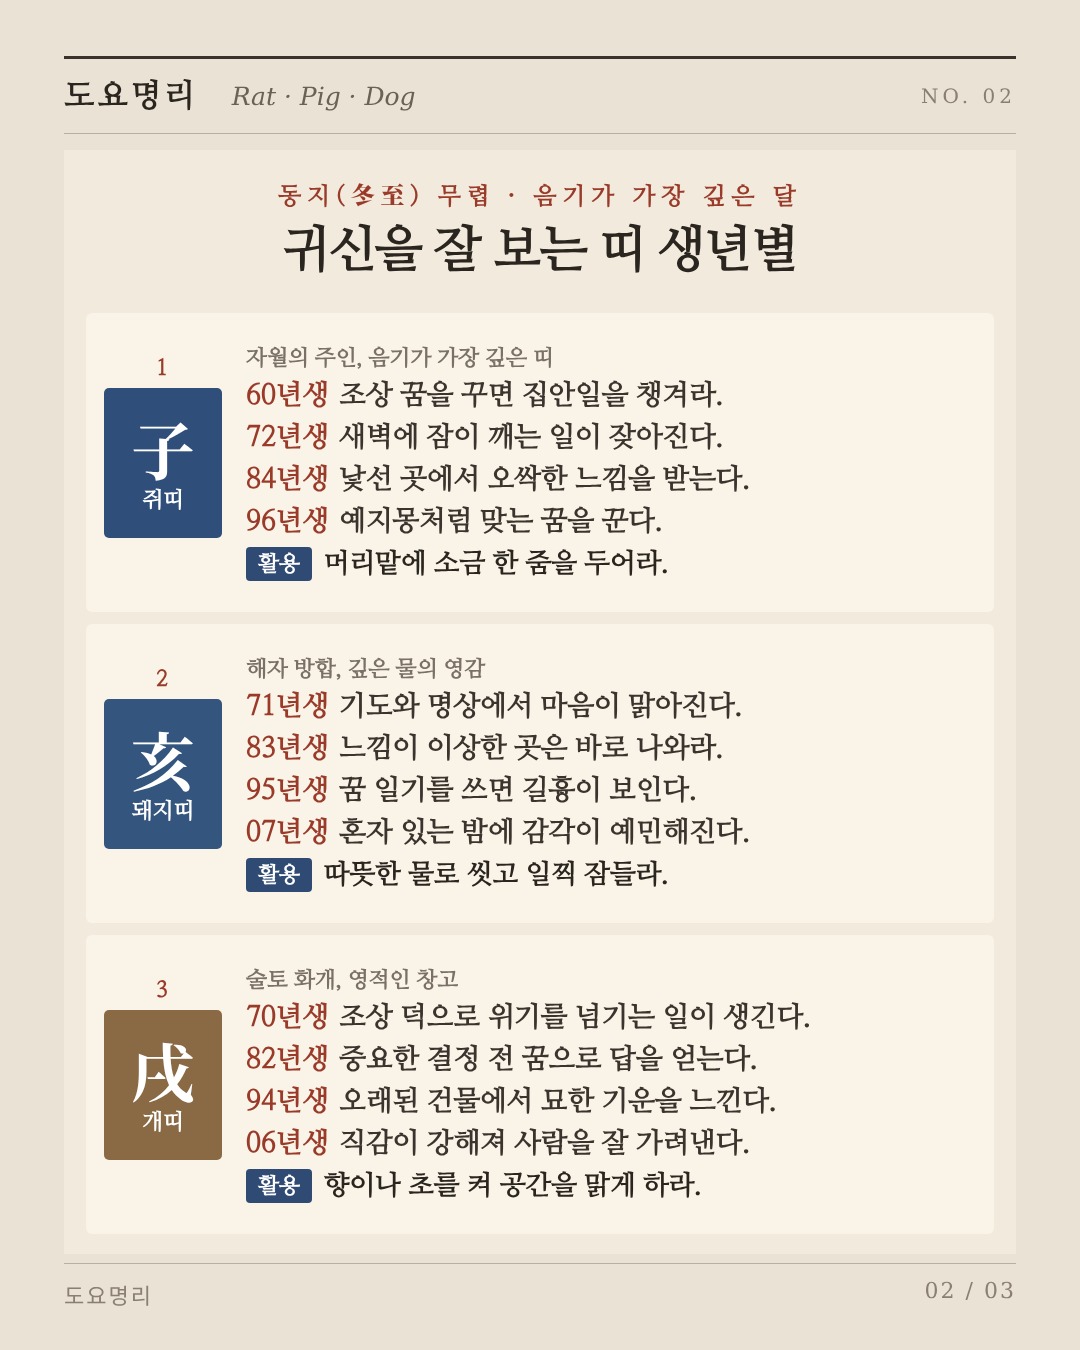 도요명리 Rat · Pig · Dog NO. 02
동지(冬至) 무렵 · 음기가 가장 깊은 달
귀신을 잘 보는 띠 생년별
자월의 주인, 음기가 가장 깊은 띠
1
60년생 조상 꿈을 꾸면 집안일을 챙겨라.
72년생 새벽에 잠이 깨는 일이 잦아진다.
子
84년생 낯선 곳에서 오싹한 느낌을 받는다.
쥐띠
96년생 예지몽처럼 맞는 꿈을 꾼다.
활용 머리맡에 소금 한 줌을 두어라.
해자 방합, 깊은 물의 영감
2
71년생 기도와 명상에서 마음이 맑아진다.
83년생 느낌이 이상한 곳은 바로 나와라.
亥
95년생 꿈 일기를 쓰면 길흉이 보인다.
돼지띠
07년생 혼자 있는 밤에 감각이 예민해진다.
활용 따뜻한 물로 씻고 일찍 잠들라.
술토 화개, 영적인 창고
3
70년생 조상 덕으로 위기를 넘기는 일이 생긴다.
82년생 중요한 결정 전 꿈으로 답을 얻는다.
戌
94년생 오래된 건물에서 묘한 기운을 느낀다.
개띠
06년생 직감이 강해져 사람을 잘 가려낸다.
활용 향이나 초를 켜 공간을 맑게 하라.
도요명리 02 / 03